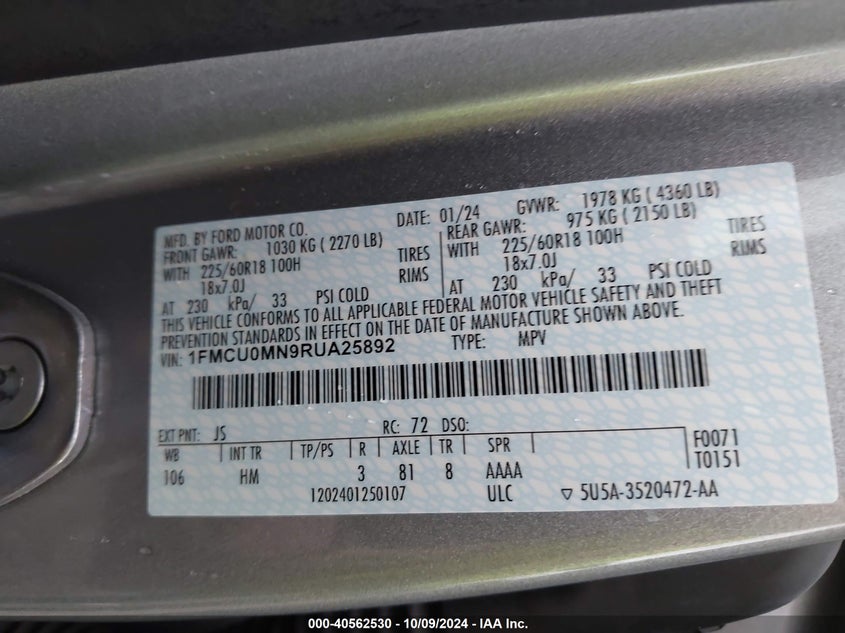 MFD. BY FORD MOTOR CO. DATE: 01/24 GVWR: 1978 KG ( 4360 LB)
FRONT GAWR: 1030 KG ( 2270 LB) REAR GAWR: 975 KG ( 2150 LB)
WITH 225/60R18 100H TIRES WITH 225/60R18 100H TIRES
18x7.0J RIMS 18x7.0J RIMS
AT 230 kPa/ 33 PSI COLD AT 230 kPa/ 33 PSI COLD
THIS VEHICLE CONFORMS TO ALL APPLICABLE FEDERAL MOTOR VEHICLE SAFETY AND THEFT
PREVENTION STANDARDS IN EFFECT ON THE DATE OF MANUFACTURE SHOWN ABOVE.
VIN: 1FMCU0MN9RUA25892 TYPE: MPV
EXT PNT: JS RC: 72 DSO: F0071
WB INT TR TP/PS R AXLE TR SPR T0151
106 HM 3 81 8 AAAA
1202401250107 ULC ▽ 5U5A-3520472-AA
000-40562530 - 10/09/2024 - IAA Inc.